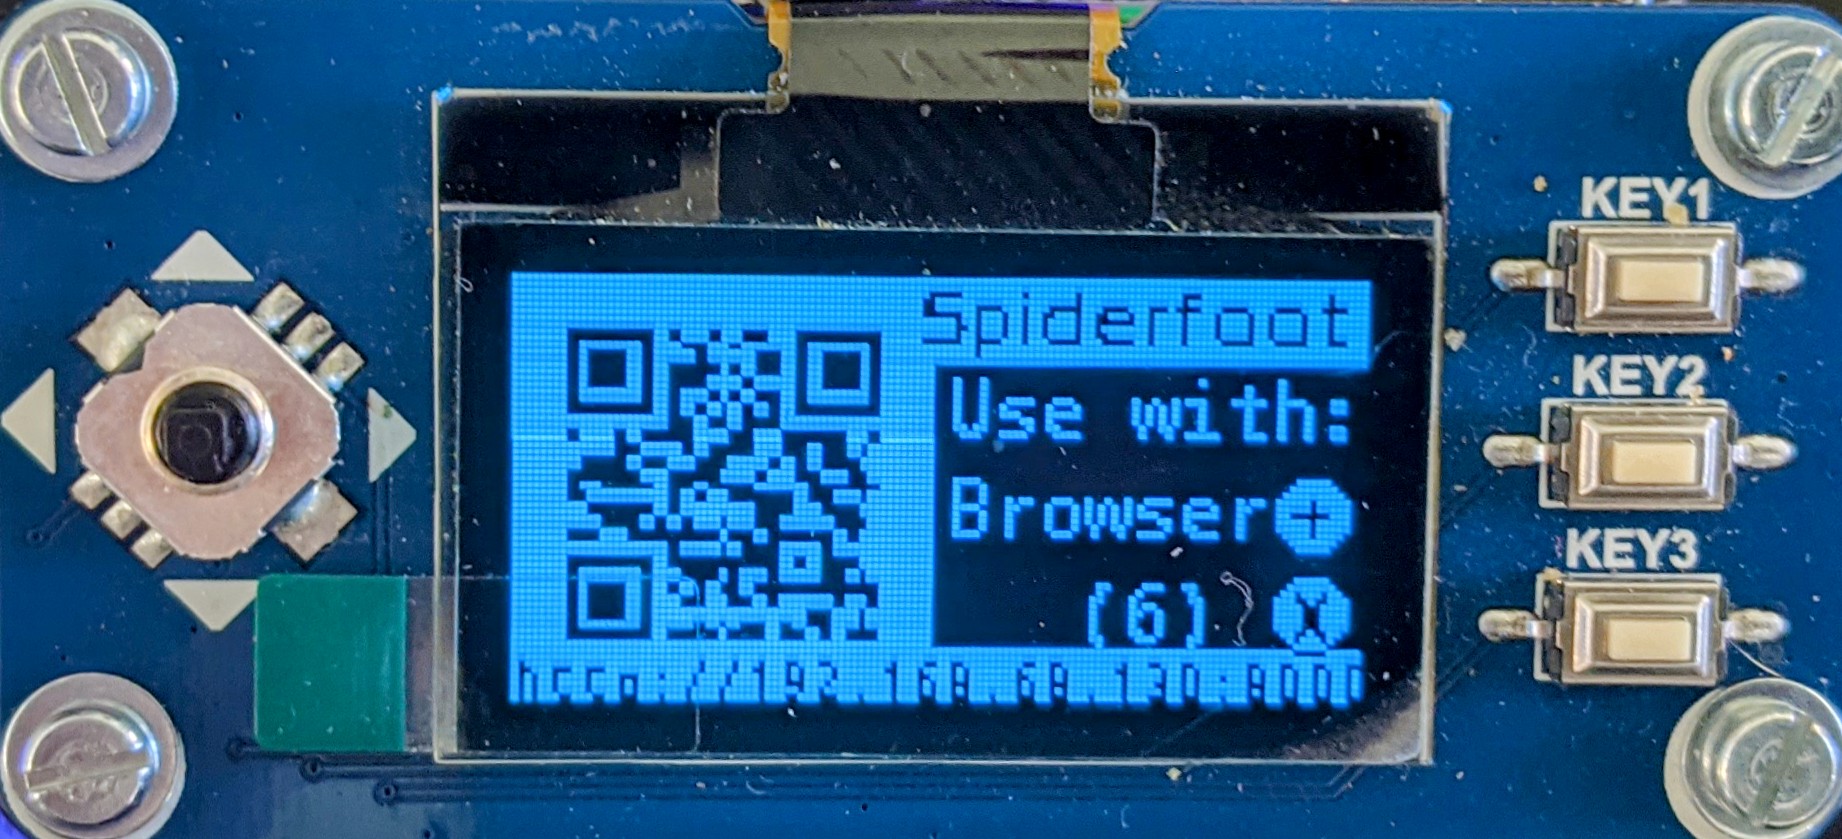 Spiderfoot
Use with:
Browser +
(6) X
KEY1
KEY2
KEY3